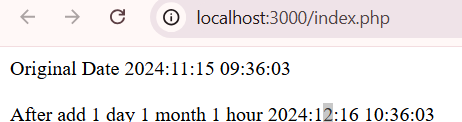 localhost:3000/index.php
Original Date 2024:11:15 09:36:03
After add 1 day 1 month 1 hour 2024:12:16 10:36:03